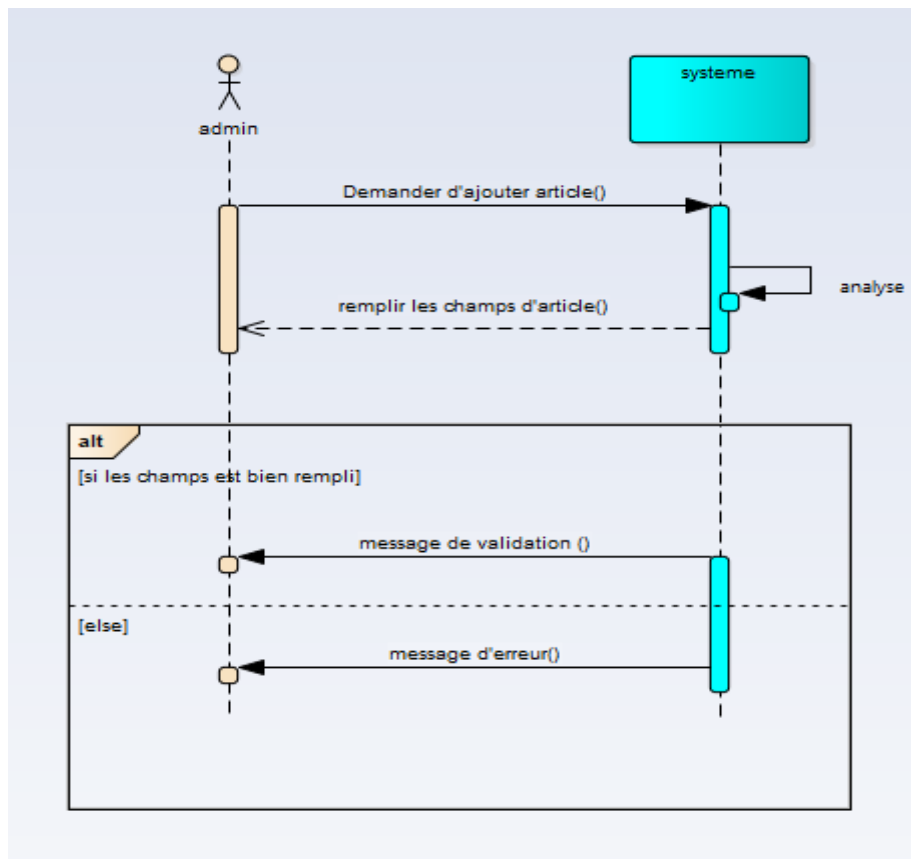 systeme
admin
Demander d'ajouter article()
analyse
remplir les champs d'article()
alt
[si les champs est bien rempli]
message de validation ()
[else]
message d'erreur()